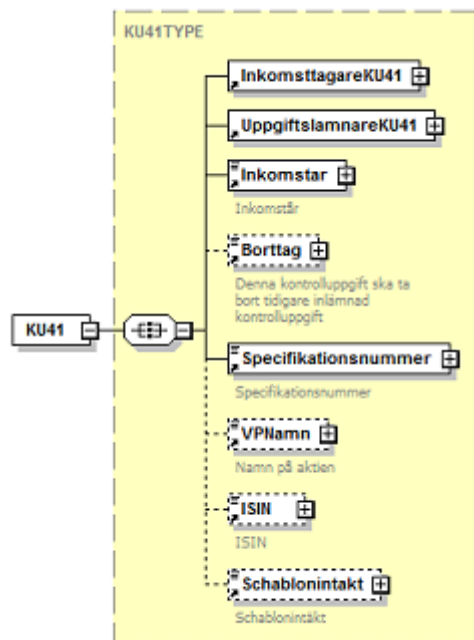 KU41TYPE
InkomsttagareKU41
UppgiftslamnareKU41
Inkomstar
Inkomstår
Borttag
Denna kontrolluppgift ska ta
bort tidigare inlämnad
kontrolluppgift
KU41
Specifikationsnummer
Specifikationsnummer
VPNamn
Namn på aktien
ISIN
ISIN
Schablonintakt
Schablonintäkt